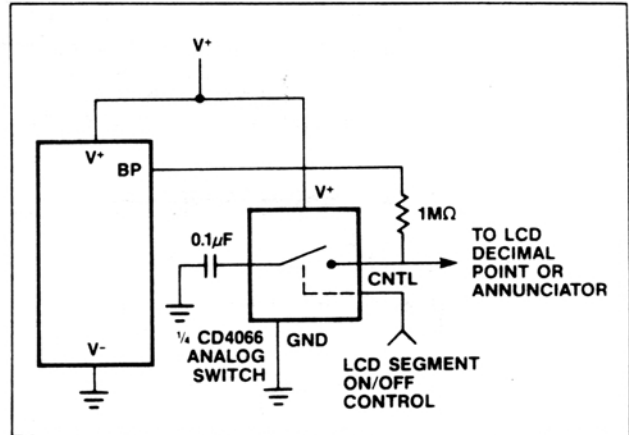 V+
V+
BP
V+
1MΩ
0.1μF
TO LCD
DECIMAL
POINT OR
ANNUNCIATOR
CNTL
V-
¼ CD4066
ANALOG
SWITCH
GND
LCD SEGMENT
ON/OFF
CONTROL